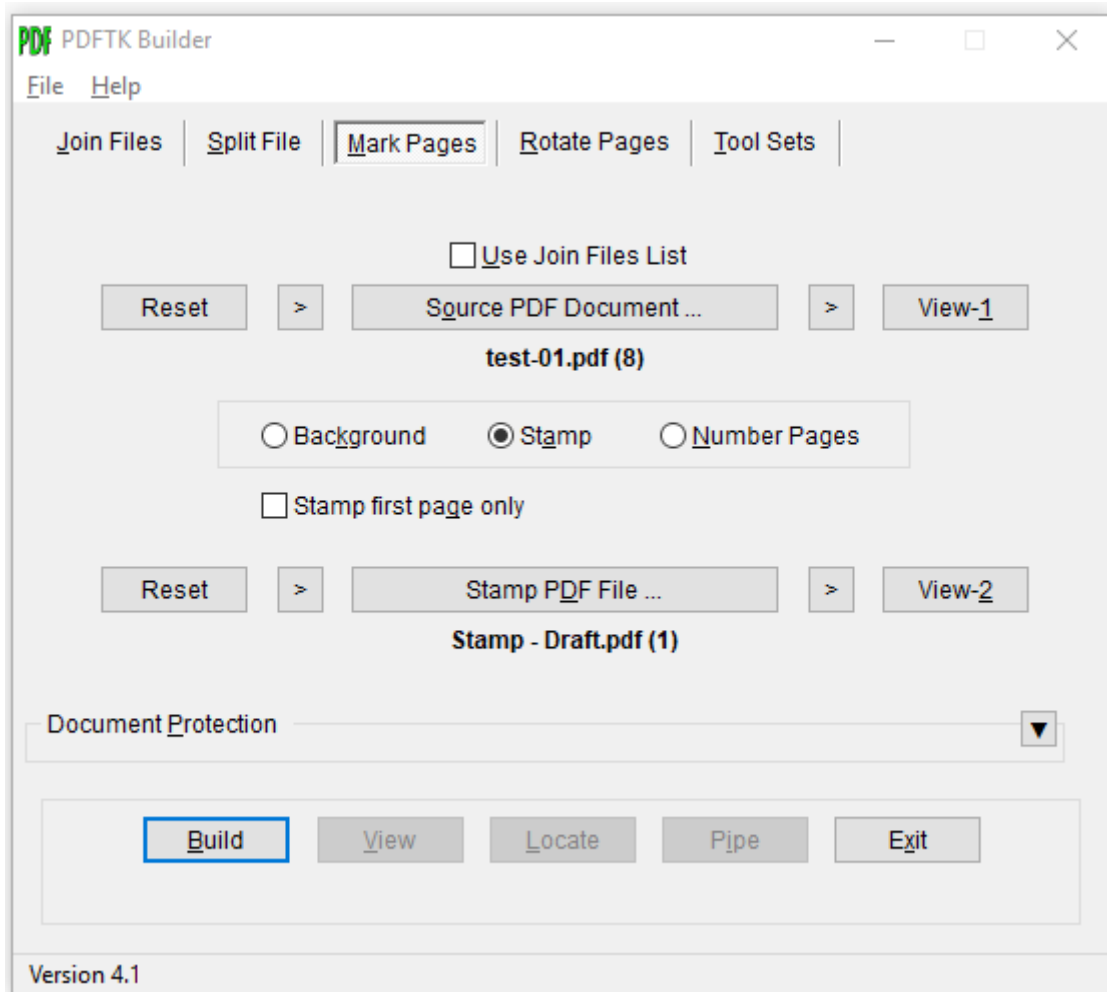 PDF PDFTK Builder
File Help
Join Files Split File Mark Pages Rotate Pages Tool Sets
Use Join Files List
Reset > Source PDF Document ... > View-1
test-01.pdf (8)
Background Stamp Number Pages
Stamp first page only
Reset > Stamp PDF File ... > View-2
Stamp - Draft.pdf (1)
Document Protection
Build View Locate Pipe Exit
Version 4.1